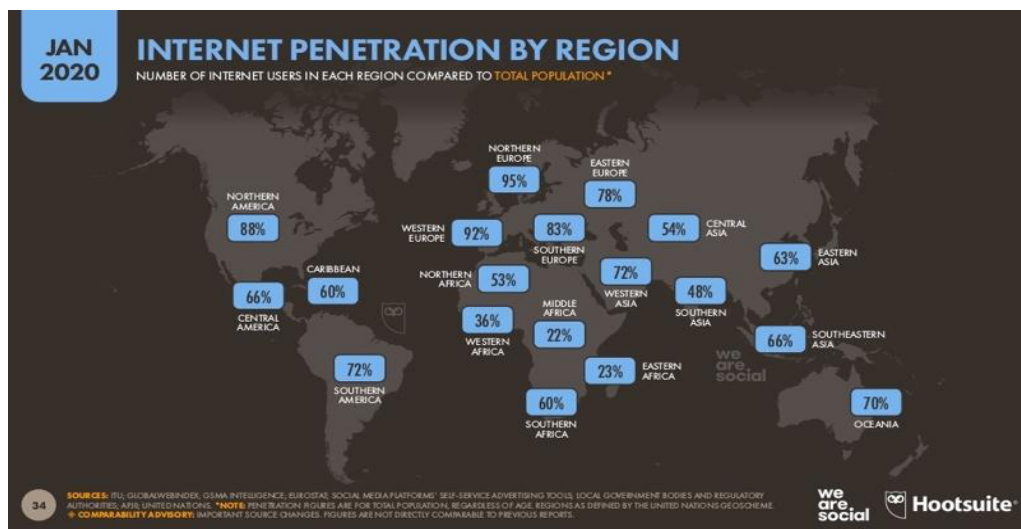 JAN
2020
INTERNET PENETRATION BY REGION
NUMBER OF INTERNET USERS IN EACH REGION COMPARED TO TOTAL POPULATION*
NORTHERN
AMERICA
88%
66%
CENTRAL
AMERICA
CARIBBEAN
60%
72%
SOUTHERN
AMERICA
NORTHERN
EUROPE
95%
WESTERN
EUROPE
92%
EASTERN
EUROPE
78%
83%
SOUTHERN
EUROPE
NORTHERN
AFRICA
53%
36%
WESTERN
AFRICA
MIDDLE
AFRICA
22%
23%
EASTERN
AFRICA
60%
SOUTHERN
AFRICA
54%
CENTRAL
ASIA
72%
WESTERN
ASIA
48%
SOUTHERN
ASIA
63%
EASTERN
ASIA
66%
SOUTHEASTERN
ASIA
70%
OCEANIA
we
are
social
34
SOURCES: ITU; GLOBALWEBINDEX; GSMA INTELLIGENCE; EUROSTAT; SOCIAL MEDIA PLATFORMS' SELF-SERVICE ADVERTISING TOOLS; LOCAL GOVERNMENT BODIES AND REGULATORY
AUTHORITIES; APJII; UNITED NATIONS. *NOTE: PENETRATION FIGURES ARE FOR TOTAL POPULATION, REGARDLESS OF AGE. REGIONS AS DEFINED BY THE UNITED NATIONS GEOSCHEME.
COMPARABILITY ADVISORY: IMPORTANT SOURCE CHANGES. FIGURES ARE NOT DIRECTLY COMPARABLE TO PREVIOUS REPORTS.
we
are
social
Hootsuite®